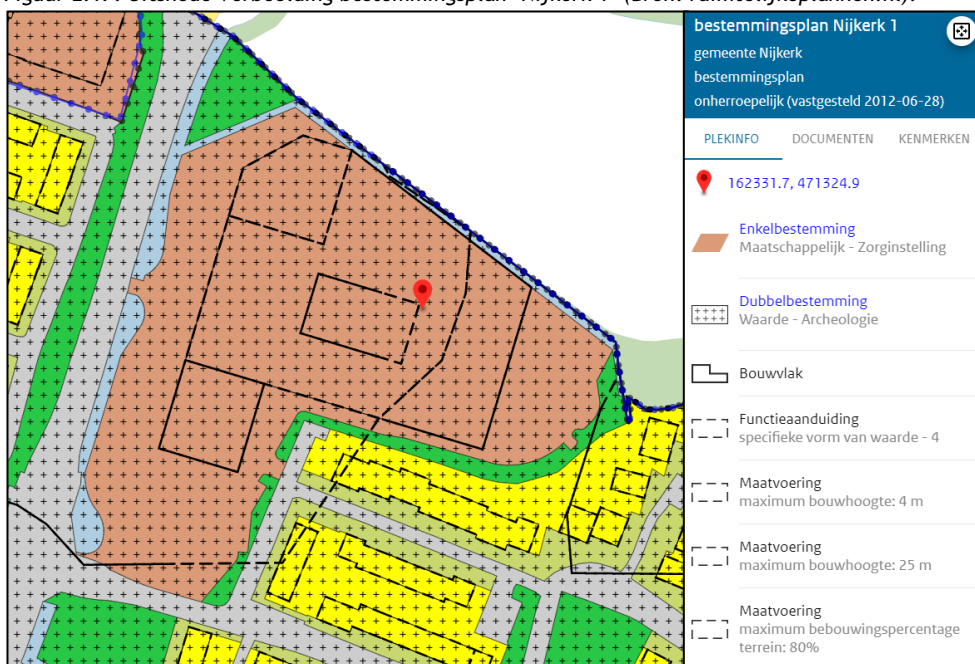 bestemmingsplan Nijkerk 1
gemeente Nijkerk
bestemmingsplan
onherroepelijk (vastgesteld 2012-06-28)
PLEKINFO DOCUMENTEN KENMERKEN
162331.7, 471324.9
Enkelbestemming
Maatschappelijk - Zorginstelling
Dubbelbestemming
Waarde - Archeologie
Bouwvlak
Functieaanduiding
specifieke vorm van waarde - 4
Maatvoering
maximum bouwhoogte: 4 m
Maatvoering
maximum bouwhoogte: 25 m
Maatvoering
maximum bebouwingspercentage
terrein: 80%